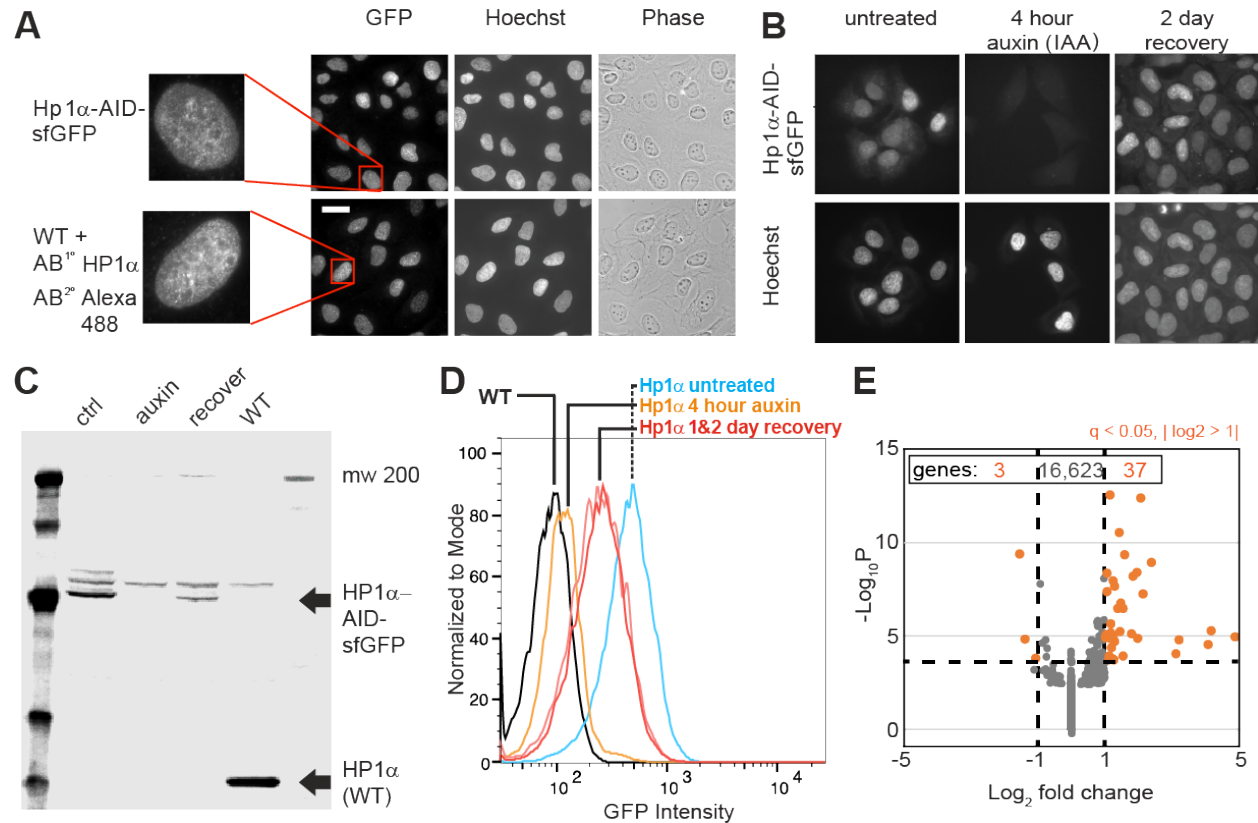 A
GFP Hoechst Phase
Hp1α-AID-
sfGFP
WT +
AB1° HP1α
AB2° Alexa
488
B
untreated 4 hour 2 day
auxin (IAA) recovery
Hp1α-AID-
sfGFP
Hoechst
C
ctrl auxin recover WT
mw 200
HP1α–
AID-
sfGFP
HP1α
(WT)
D
WT
Hp1α untreated
Hp1α 4 hour auxin
Hp1α 1&2 day recovery
Normalized to Mode
100
80
60
40
20
0
10² 10³ 10⁴
GFP Intensity
E
q < 0.05, | log2 > 1|
genes: 3 16,623 37
-Log₁₀P
15
10
5
0
-5 -1 1 5
Log₂ fold change